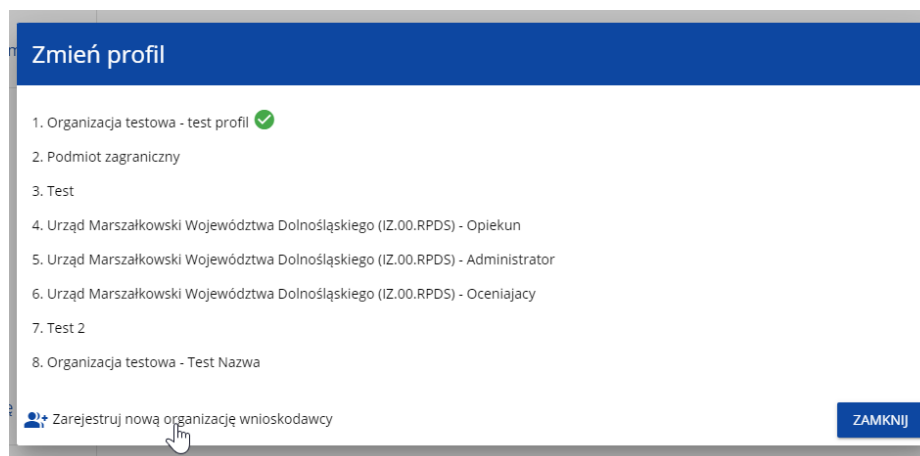 Zmień profil
1. Organizacja testowa - test profil
2. Podmiot zagraniczny
3. Test
4. Urząd Marszałkowski Województwa Dolnośląskiego (IZ.00.RPDS) - Opiekun
5. Urząd Marszałkowski Województwa Dolnośląskiego (IZ.00.RPDS) - Administrator
6. Urząd Marszałkowski Województwa Dolnośląskiego (IZ.00.RPDS) - Oceniajacy
7. Test 2
8. Organizacja testowa - Test Nazwa
Zarejestruj nową organizację wnioskodawcy
ZAMKNIJ